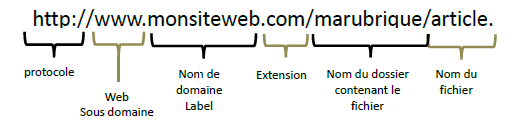 http://www.monsiteweb.com/marubrique/article.
protocole
Web
Sous domaine
Nom de
domaine
Label
Extension
Nom du dossier
contenant le
fichier
Nom du
fichier